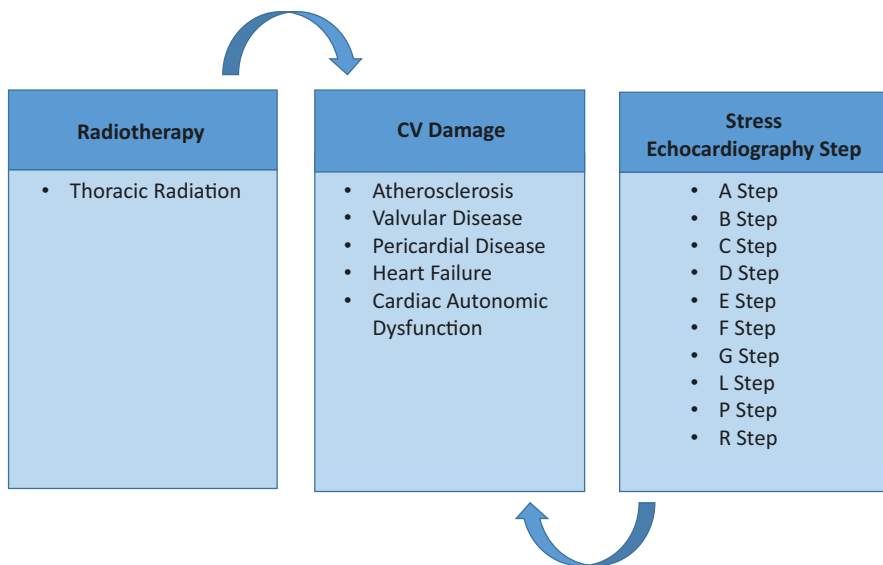 Radiotherapy
• Thoracic Radiation
CV Damage
• Atherosclerosis
• Valvular Disease
• Pericardial Disease
• Heart Failure
• Cardiac Autonomic
Dysfunction
Stress
Echocardiography Step
• A Step
• B Step
• C Step
• D Step
• E Step
• F Step
• G Step
• L Step
• P Step
• R Step